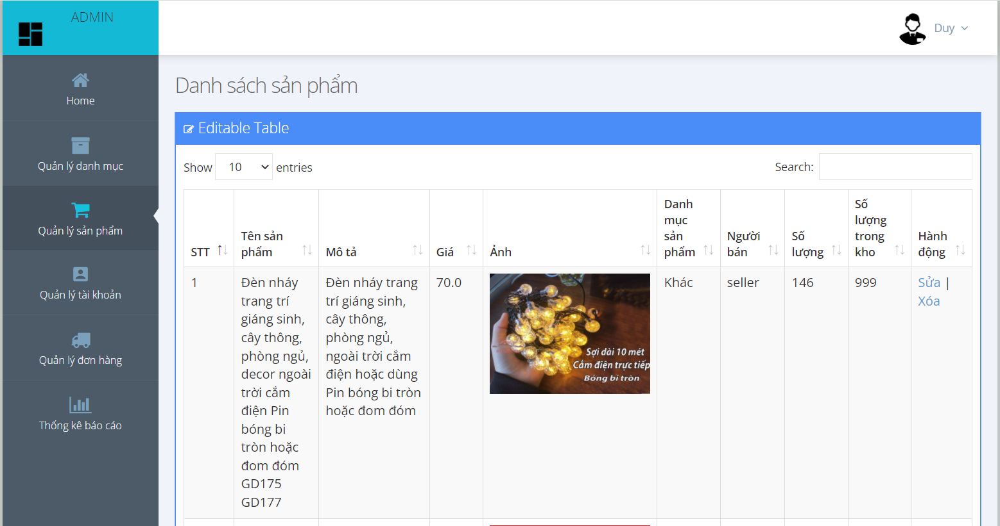 ADMIN
Duy
Home
Quản lý danh mục
Quản lý sản phẩm
Quản lý tài khoản
Quản lý đơn hàng
Thống kê báo cáo
Danh sách sản phẩm
Editable Table
Show 10 entries
Search:
STT
Tên sản
phẩm
Mô tả
Giá
Ảnh
Danh
mục
sản
phẩm
Người
bán
Số
lượng
Số
lượng
trong
kho
Hành
động
1
Đèn nháy
trang trí
giáng sinh,
cây thông,
phòng ngủ,
decor ngoài
trời cắm
điện Pin
bóng bi
tròn hoặc
đom đóm
GD175
GD177
Đèn nháy trang
trí giáng sinh,
cây thông,
phòng ngủ,
ngoài trời cắm
điện hoặc dùng
Pin bóng bi tròn
hoặc đom đóm
70.0
Sợi dài 10 mét
Cắm điện trực tiếp
Bóng bi tròn
Khác
seller
146
999
Sửa |
Xóa